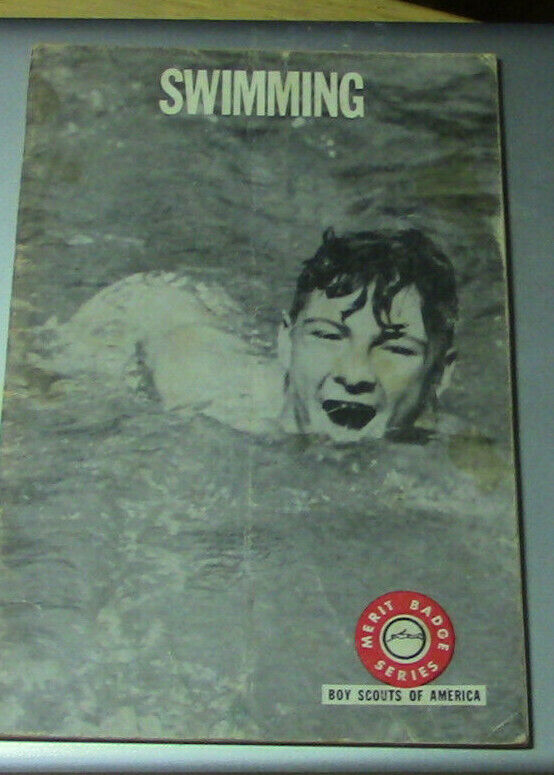 SWIMMING
MERIT BADGE
SERIES
BOY SCOUTS OF AMERICA